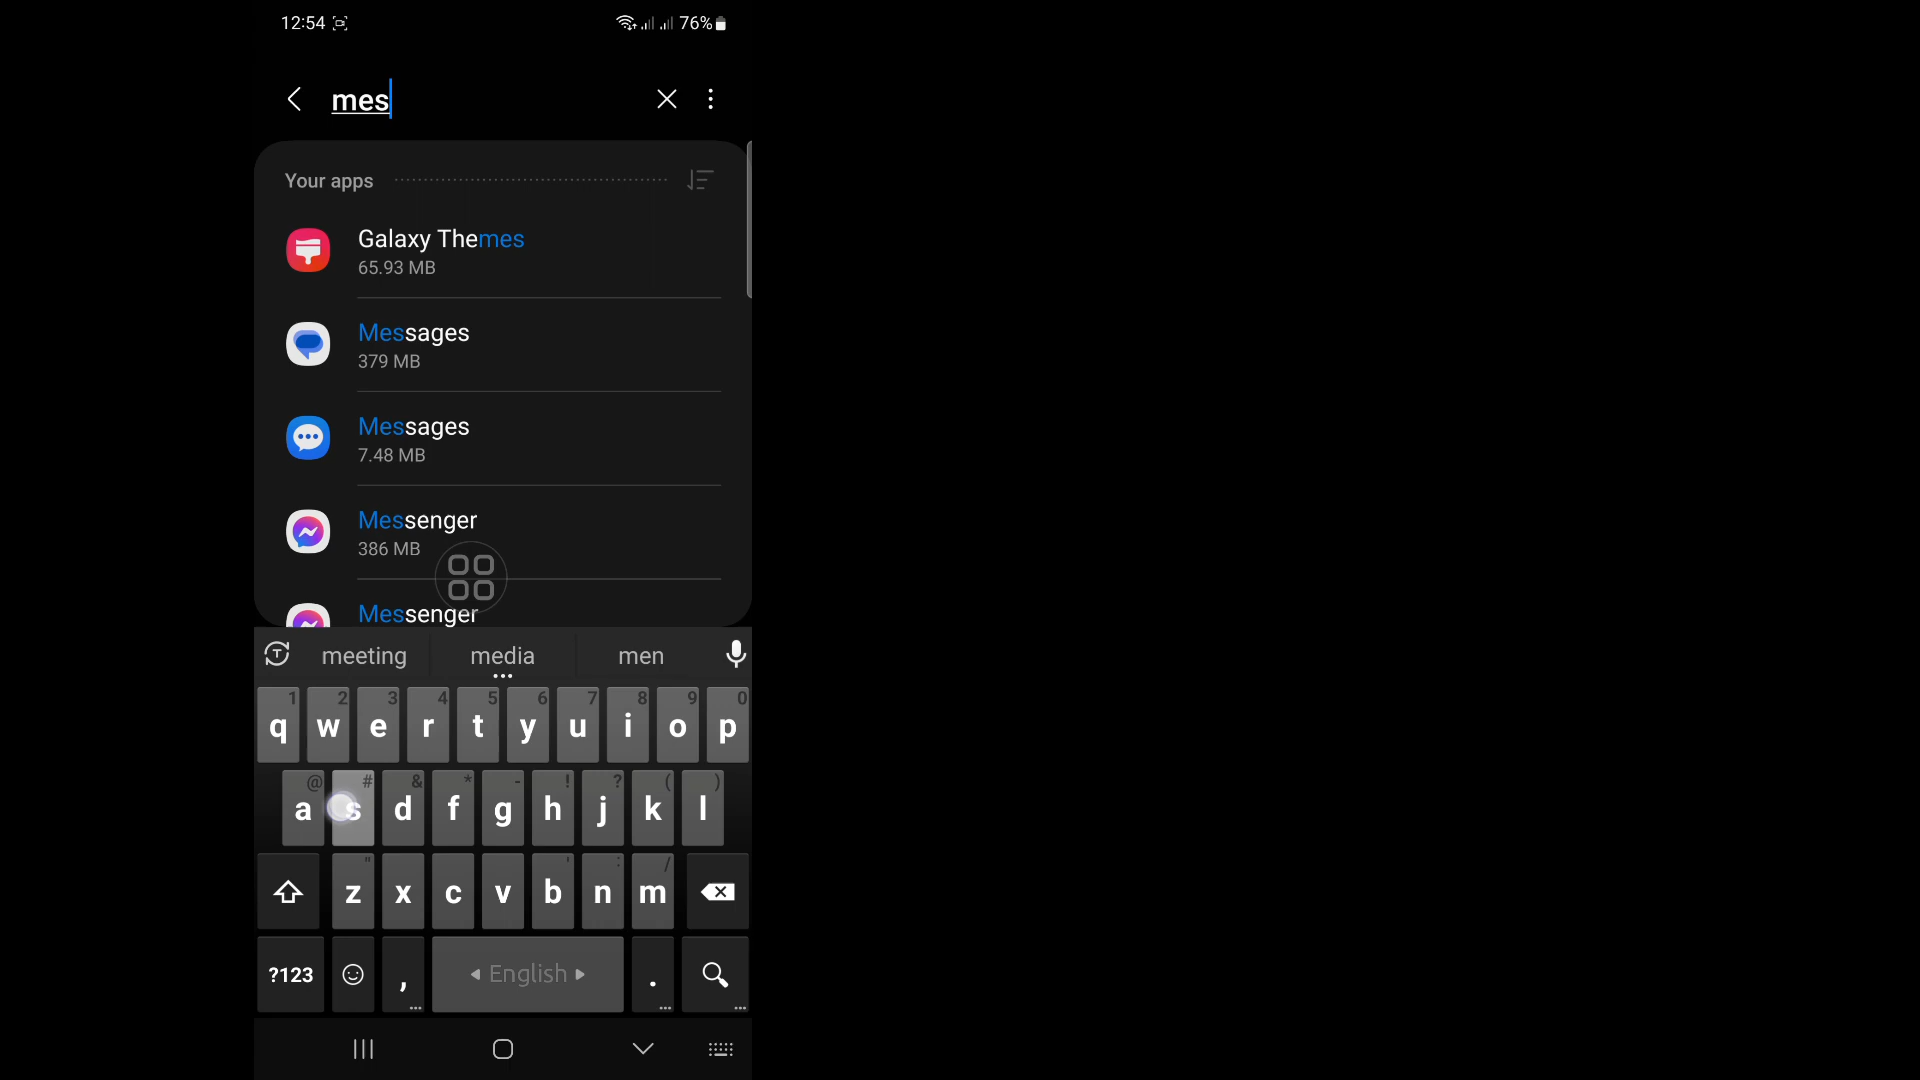 12:54 76%
mes
Your apps
Galaxy Themes
65.93 MB
Messages
379 MB
Messages
7.48 MB
Messenger
386 MB
Messenger
meeting media men
1 2 3 4 5 6 7 8 9 0
q w e r t y u i o p
@ # & * - ! ? ( )
a s d f g h j k l
" ' : /
z x c v b n m
?123 , English .